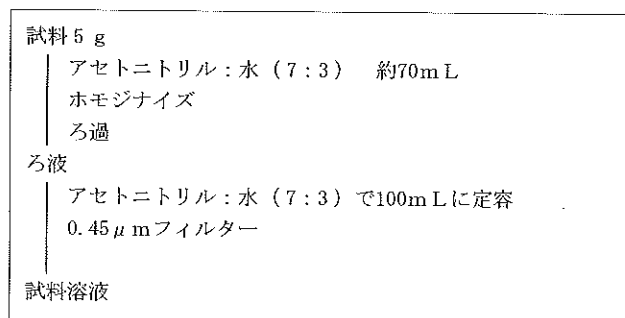 試料5g
アセトニトリル：水（7：3）　約70mL
ホモジナイズ
ろ過
ろ液
アセトニトリル：水（7：3）で100mLに定容
0.45μmフィルター
試料溶液